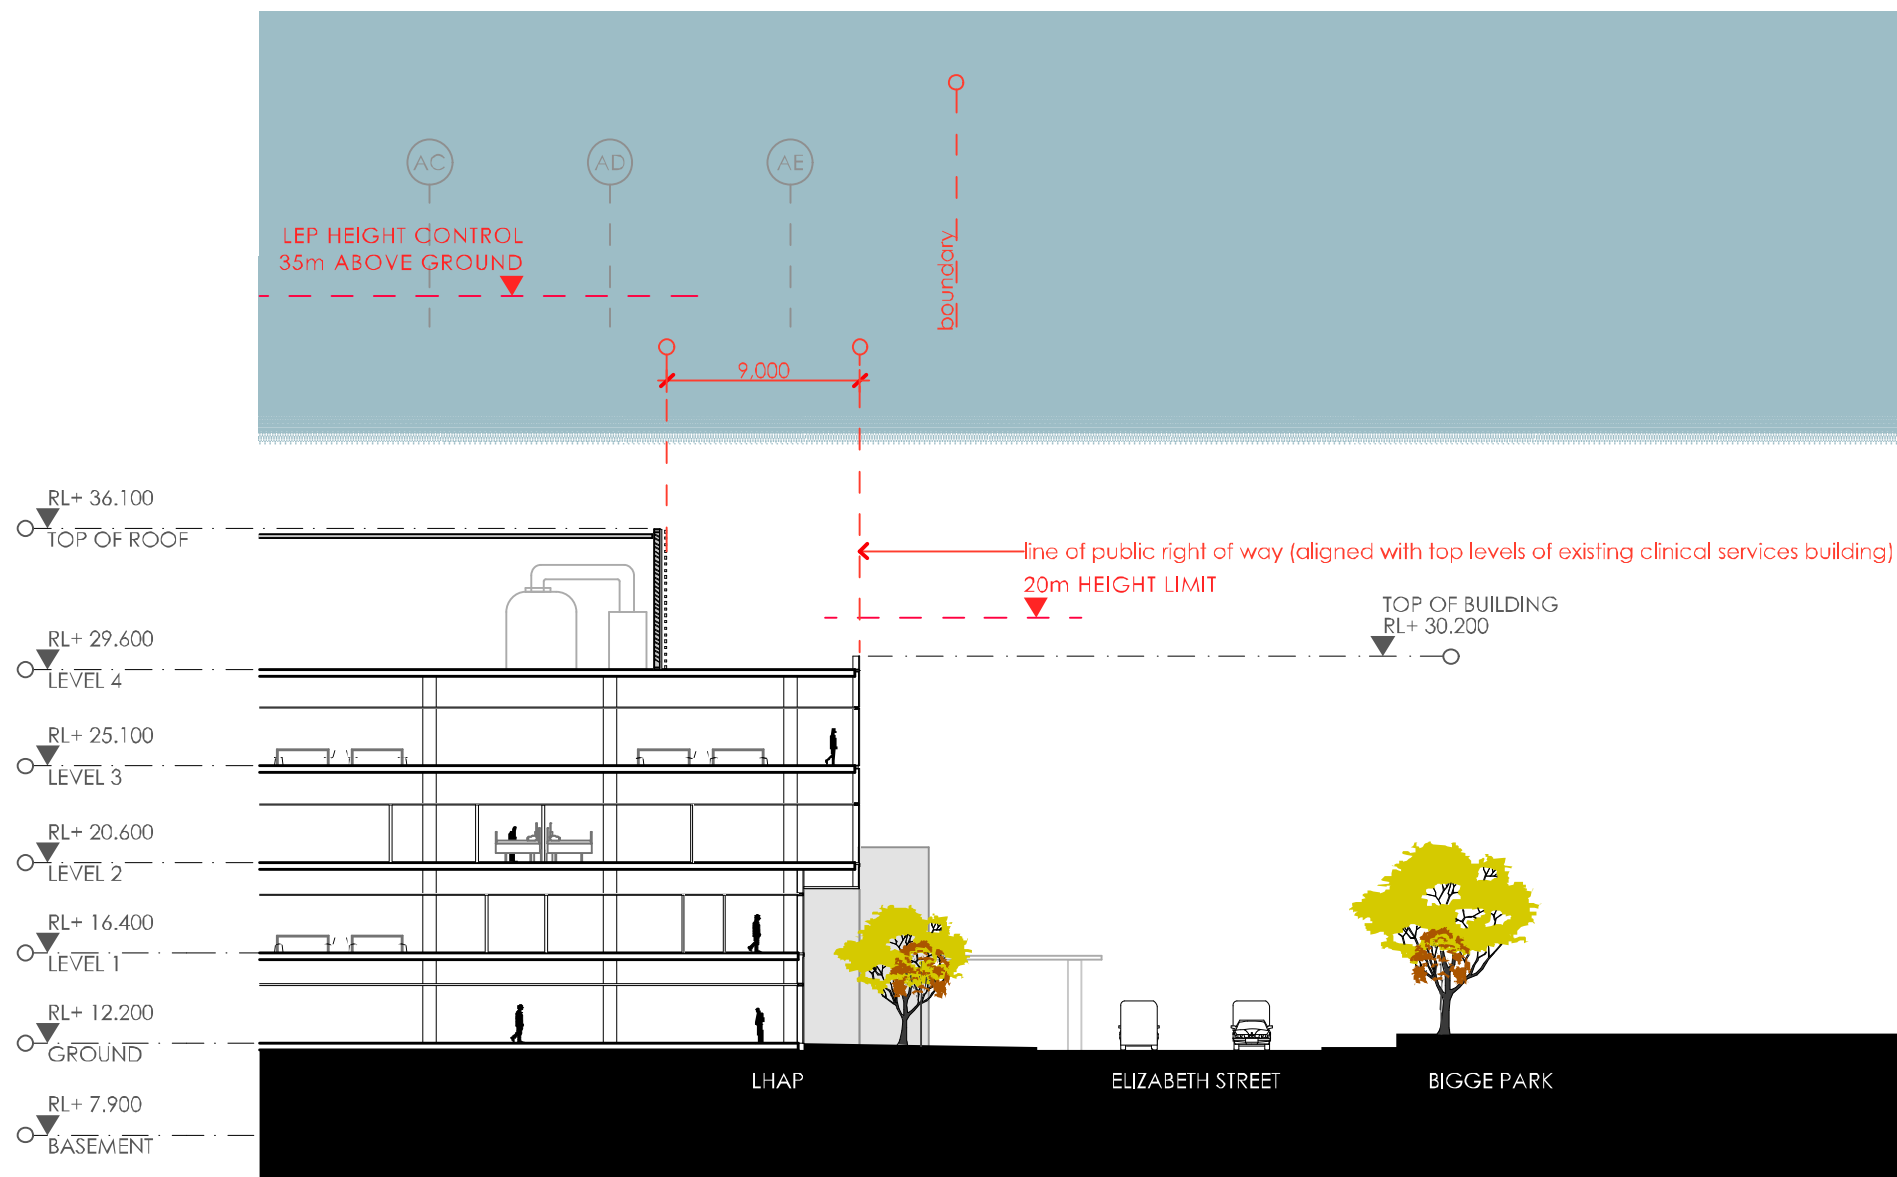 AC
AD
AE
LEP HEIGHT CONTROL
35m ABOVE GROUND
boundary
9,000
RL+ 36.100
TOP OF ROOF
line of public right of way (aligned with top levels of existing clinical services building)
20m HEIGHT LIMIT
TOP OF BUILDING
RL+ 30.200
RL+ 29.600
LEVEL 4
RL+ 25.100
LEVEL 3
RL+ 20.600
LEVEL 2
RL+ 16.400
LEVEL 1
RL+ 12.200
GROUND
LHAP
ELIZABETH STREET
BIGGE PARK
RL+ 7.900
BASEMENT